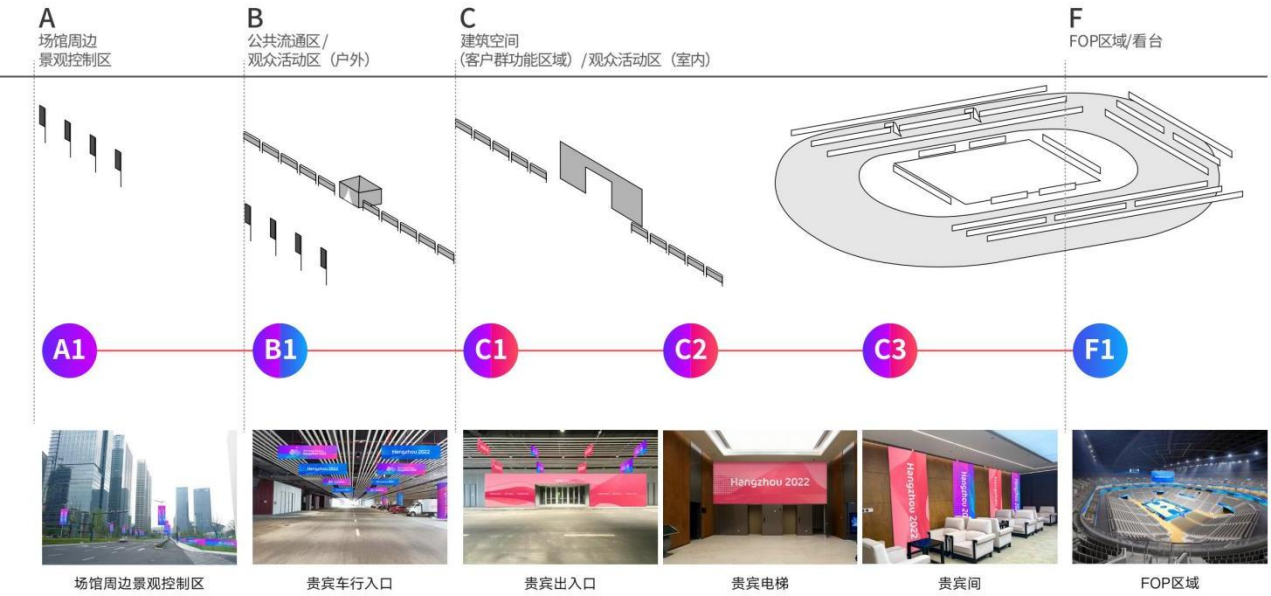 A
场馆周边
景观控制区
B
公共流通区/
观众活动区（户外）
C
建筑空间
(客户群功能区域）/观众活动区（室内）
F
FOP区域/看台
A1
B1
C1
C2
C3
F1
Hangzhou 2022
Hangzhou 2022
Hangzhou 2022
Hangzhou 2022
Hangzhou 2022
场馆周边景观控制区
贵宾车行入口
贵宾出入口
贵宾电梯
贵宾间
FOP区域